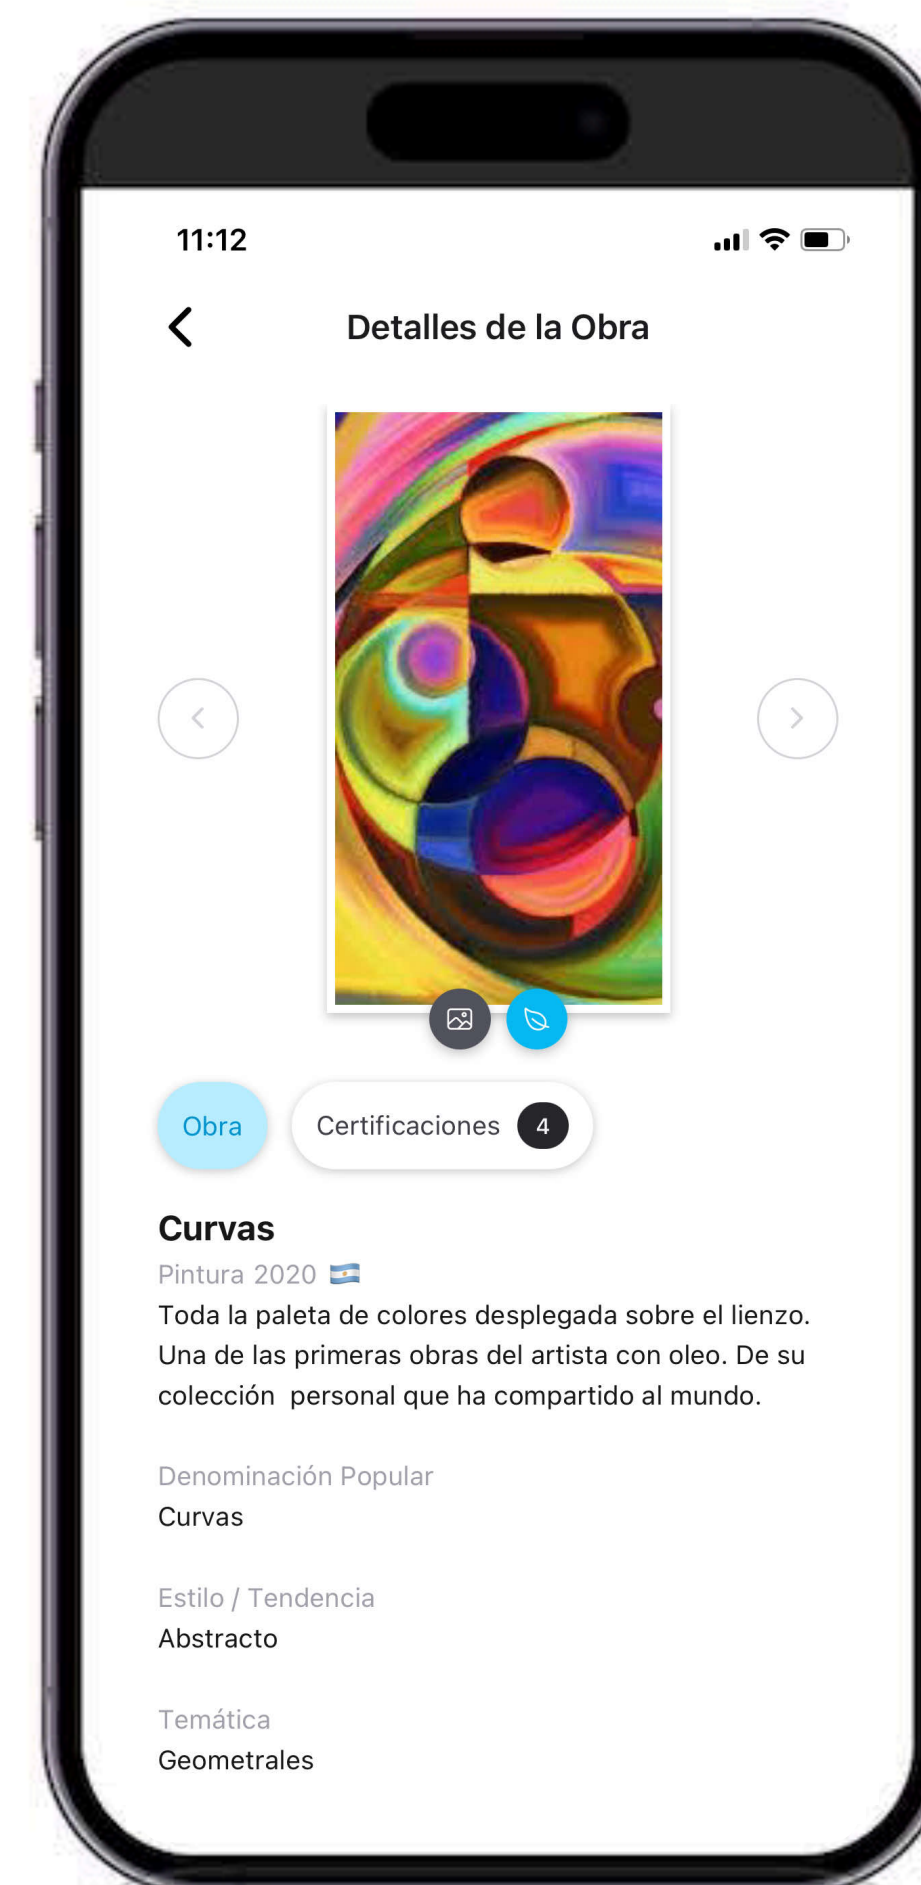 11:12
Detalles de la Obra
Obra
Certificaciones 4
Curvas
Pintura 2020 🇦🇷
Toda la paleta de colores desplegada sobre el lienzo.
Una de las primeras obras del artista con oleo. De su
colección  personal que ha compartido al mundo.
Denominación Popular
Curvas
Estilo / Tendencia
Abstracto
Temática
Geometrales